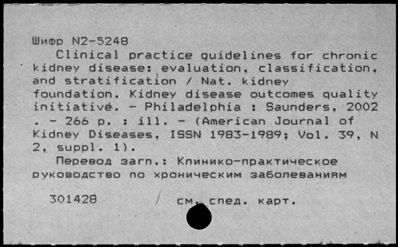 Шифр N2-5248
Clinical practice guidelines for chronic
kidney disease: evaluation, classification,
and stratification / Nat. kidney
foundation. Kidney disease outcomes quality
initiative. - Philadelphia : Saunders, 2002
. - 266 p. : ill. - (American Journal of
Kidney Diseases, ISSN 1983-1989; Vol. 39, N
2, suppl. 1).
Перевод загл.: Клинико-практическое
руководство по хроническим заболеваниям
301428 / см. след. карт.